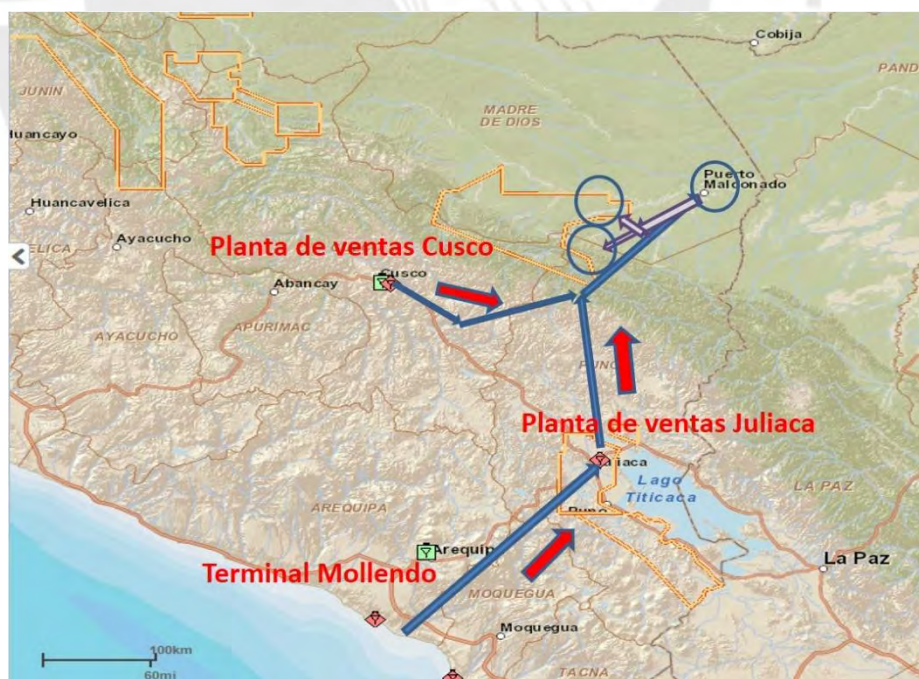 Cobija
PAND
JUNIN
MADRE
DE DIOS
Huancayo
Puerto
Maldonado
Huancavelica
Ayacucho
ELICA
Planta de ventas Cusco
Cusco
Abancay
AYACUCHO
APURIMAC
PUNO
Planta de ventas Juliaca
Lago
Titicaca
LA PAZ
Puno
AREQUIPA
Arequip
La Paz
Terminal Mollendo
MOQUEGUA
Moquegua
100km
60mi
TACNA